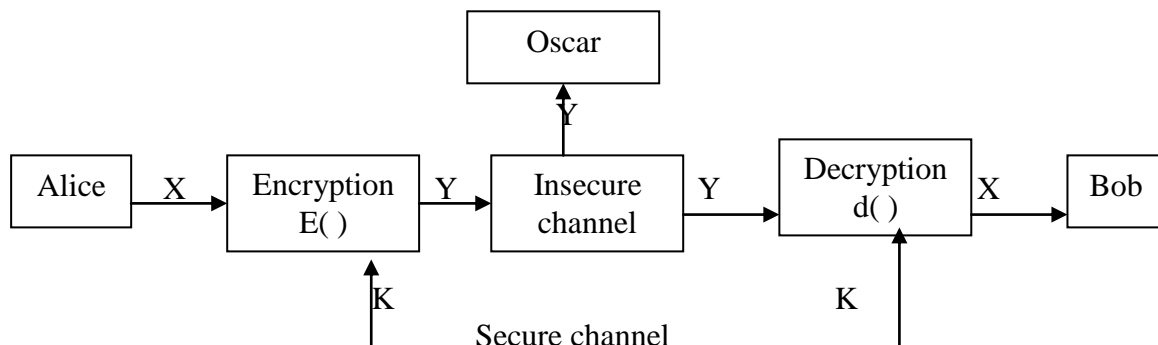 Oscar
Y
Alice
X
Encryption
E( )
Y
Insecure
channel
Y
Decryption
d( )
X
Bob
K
K
Secure channel